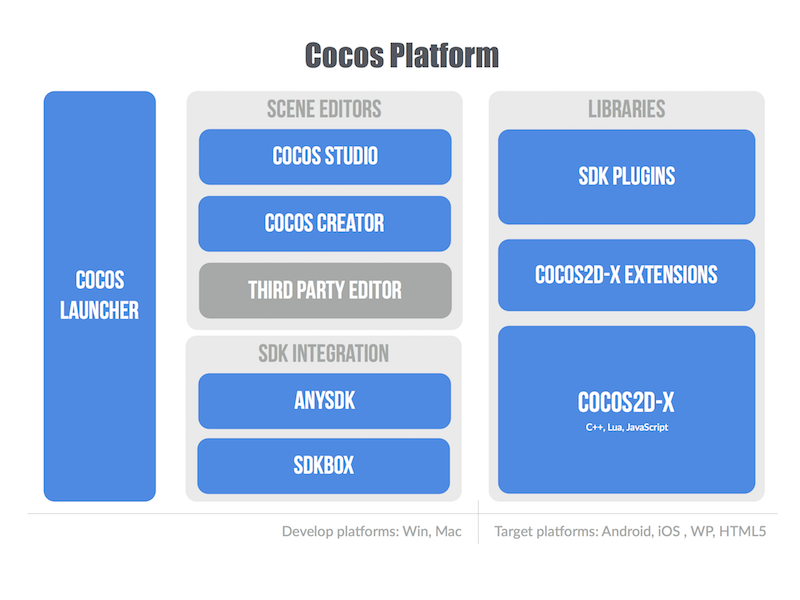 Cocos Platform
COCOS
LAUNCHER
SCENE EDITORS
COCOS STUDIO
COCOS CREATOR
THIRD PARTY EDITOR
SDK INTEGRATION
ANYSDK
SDKBOX
LIBRARIES
SDK PLUGINS
COCOS2D-X EXTENSIONS
COCOS2D-X
C++, Lua, JavaScript
Develop platforms: Win, Mac
Target platforms: Android, iOS , WP, HTML5